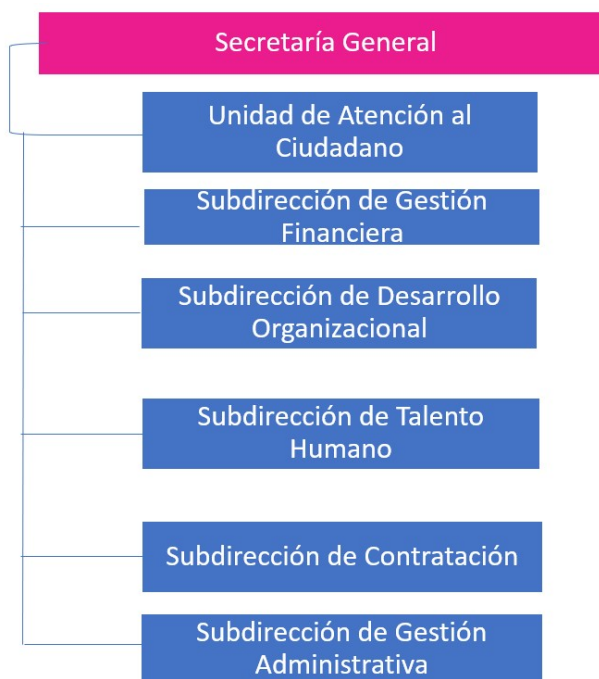 Secretaría General
Unidad de Atención al
Ciudadano
Subdirección de Gestión
Financiera
Subdirección de Desarrollo
Organizacional
Subdirección de Talento
Humano
Subdirección de Contratación
Subdirección de Gestión
Administrativa